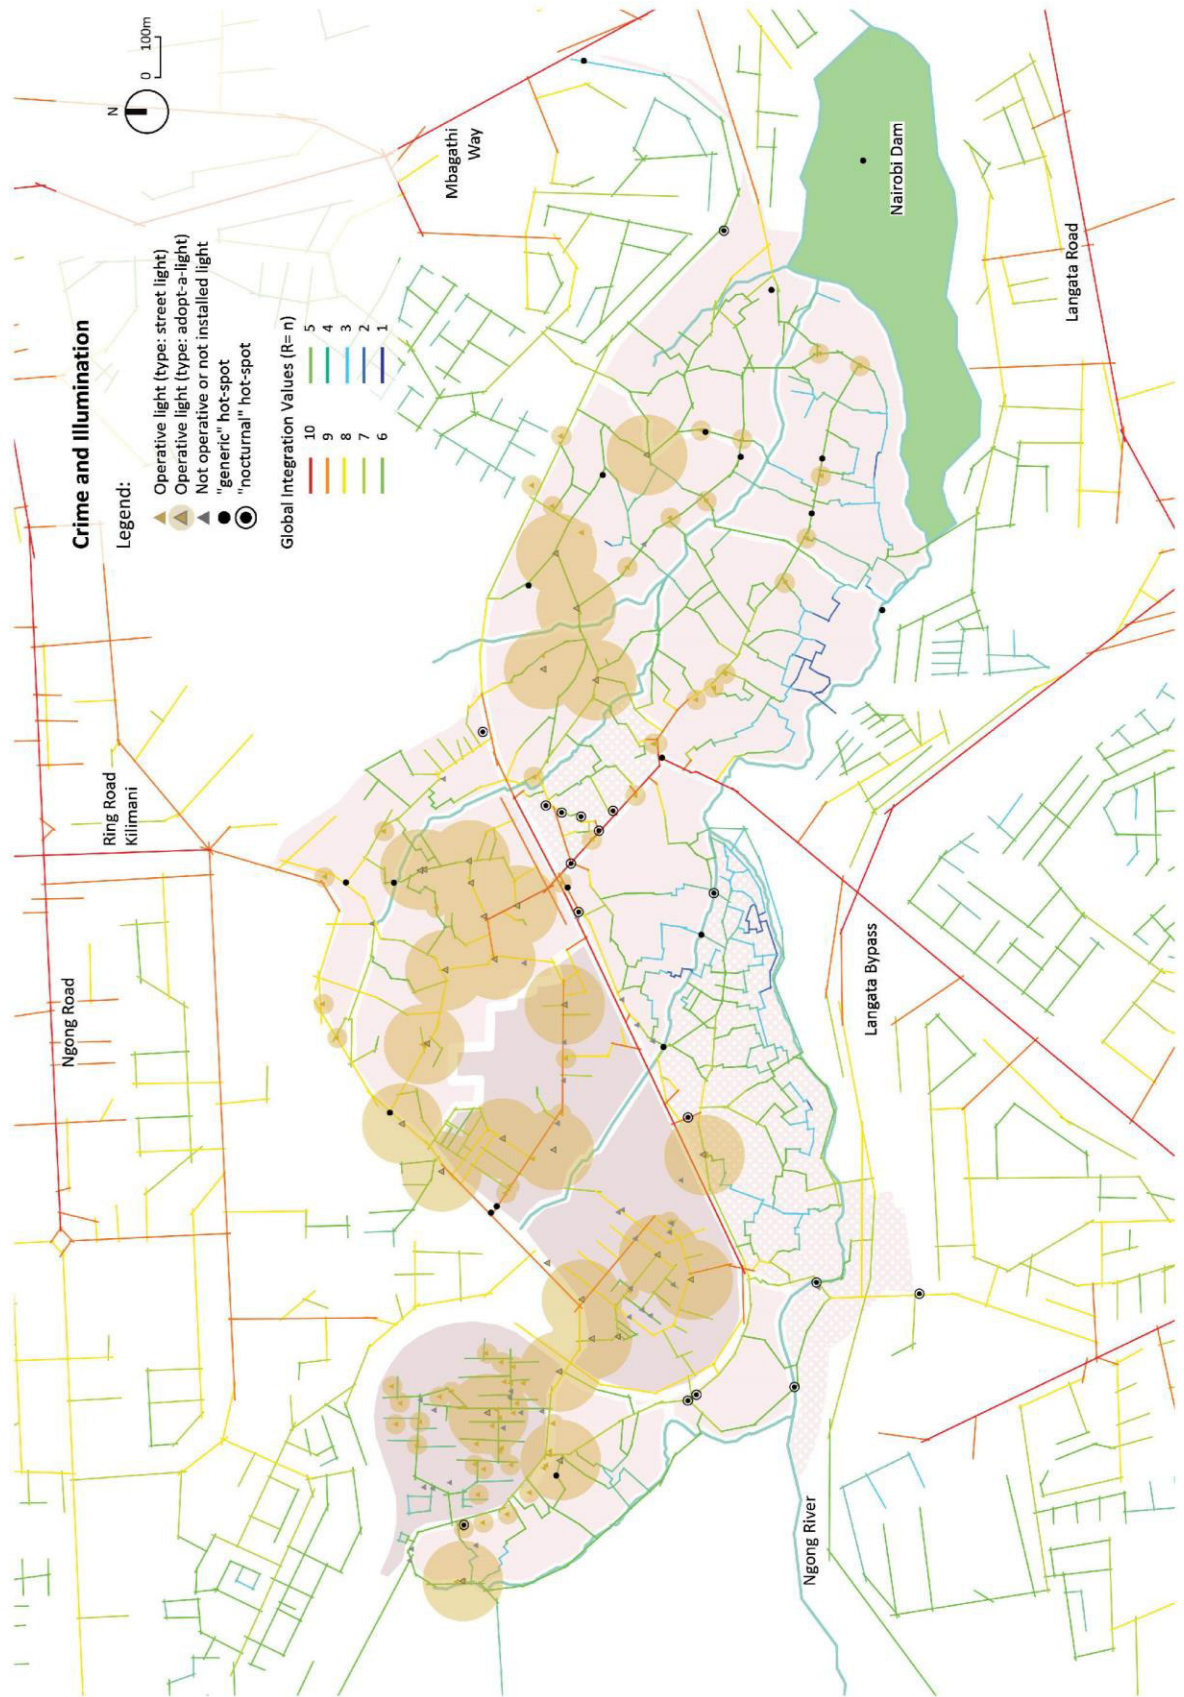 Crime and Illumination
Legend:
Operative light (type: street light)
Operative light (type: adopt-a-light)
Not operative or not installed light
"generic" hot-spot
"nocturnal" hot-spot
Global Integration Values (R= n)
10
9
8
7
6
5
4
3
2
1
N
0
100m
Ngong Road
Ring Road
Kilimani
Mbagathi
Way
Nairobi Dam
Langata Road
Langata Bypass
Ngong River